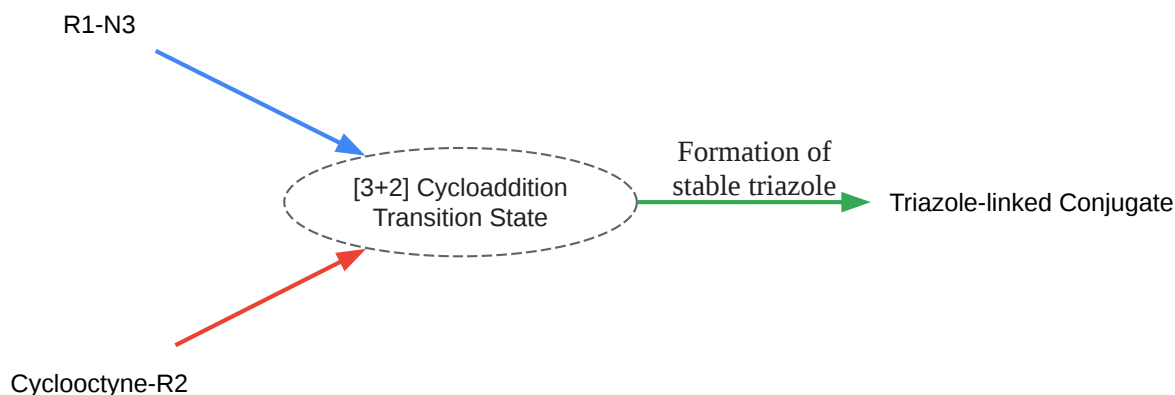 R1-N3
[3+2] Cycloaddition
Transition State
Formation of
stable triazole
Triazole-linked Conjugate
Cyclooctyne-R2